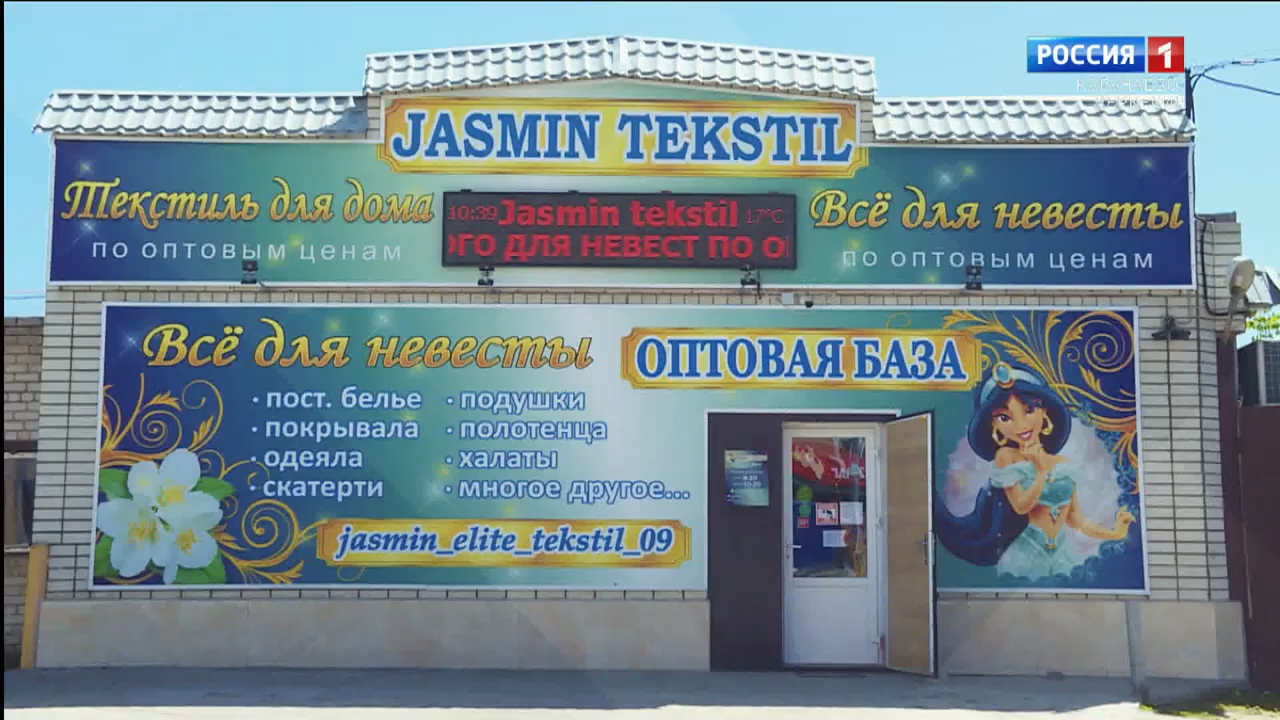 РОССИЯ 1
JASMIN TEKSTIL
Текстиль для дома
по оптовым ценам
10:39 Jasmin tekstil 17°C
ОГО ДЛЯ НЕВЕСТ ПО О
Всё для невесты
по оптовым ценам
Всё для невесты
· пост. белье
· покрывала
· одеяла
· скатерти
· подушки
· полотенца
· халаты
· многое другое...
jasmin_elite_tekstil_09
ОПТОВАЯ БАЗА